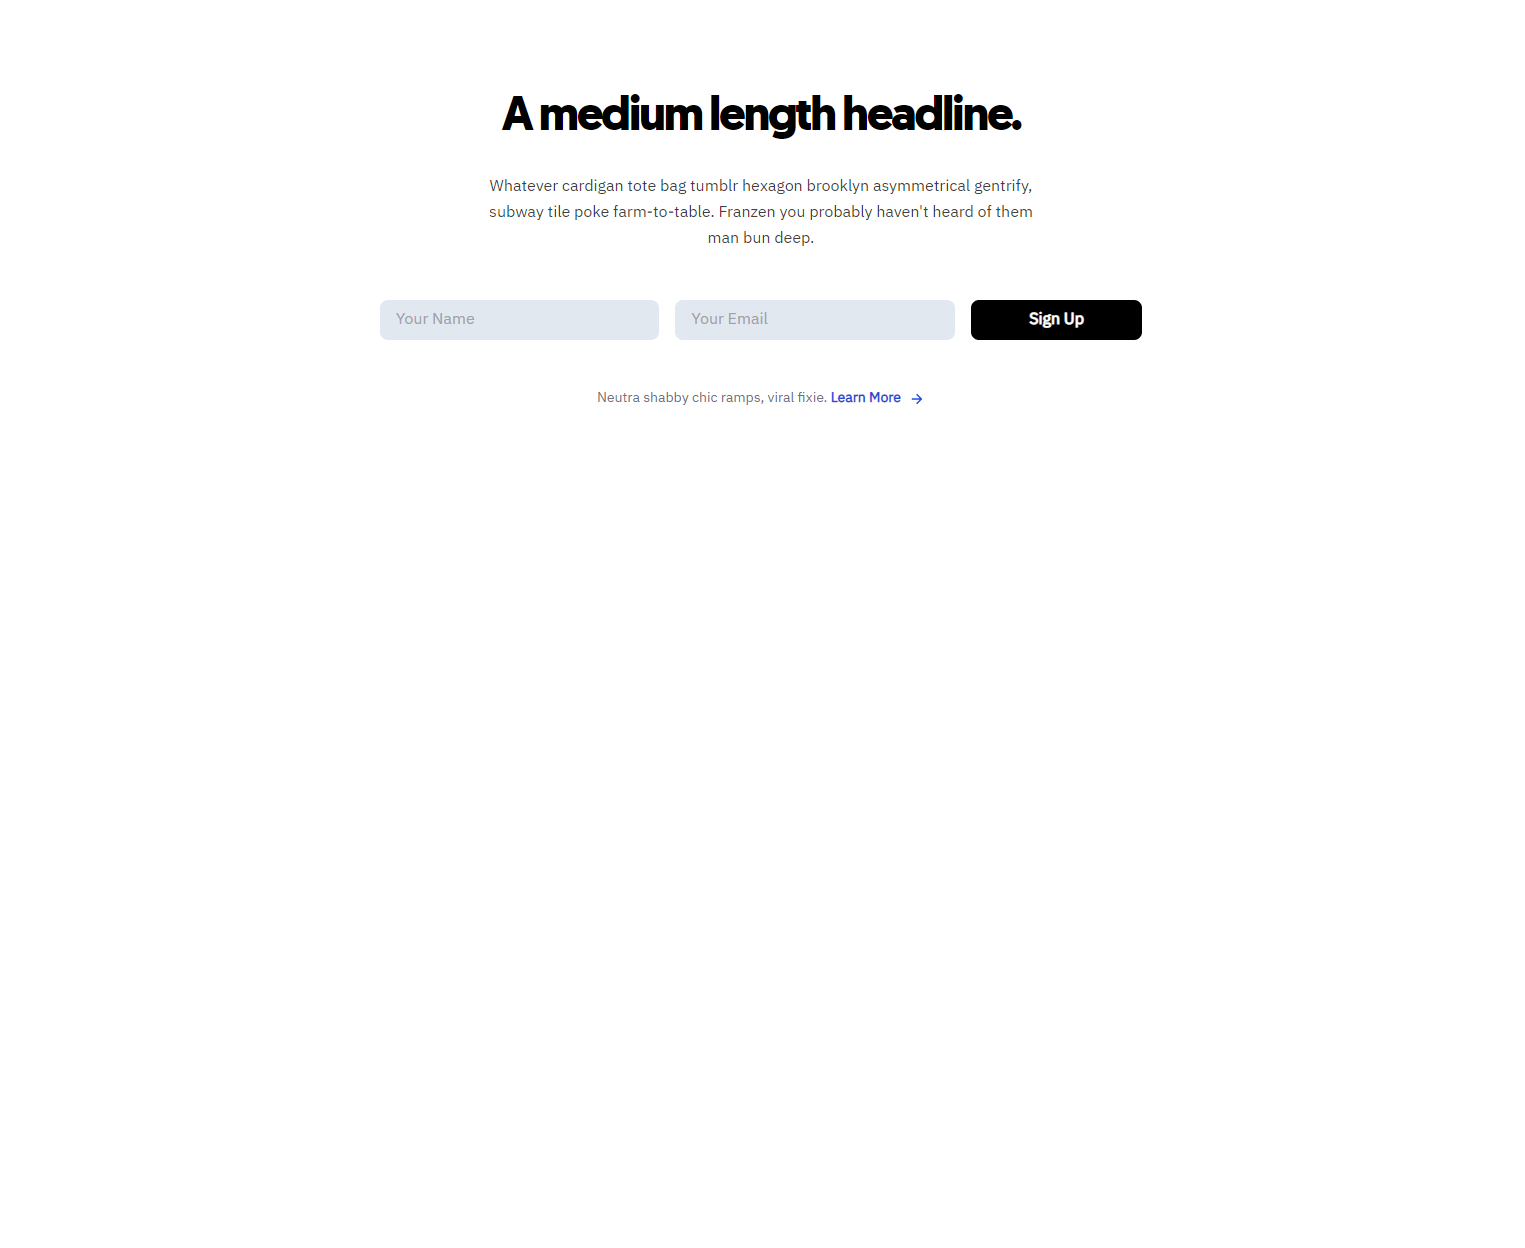 A medium length headline.
Whatever cardigan tote bag tumblr hexagon brooklyn asymmetrical gentrify,
subway tile poke farm-to-table. Franzen you probably haven't heard of them
man bun deep.
Your Name
Your Email
Sign Up
Neutra shabby chic ramps, viral fixie. Learn More